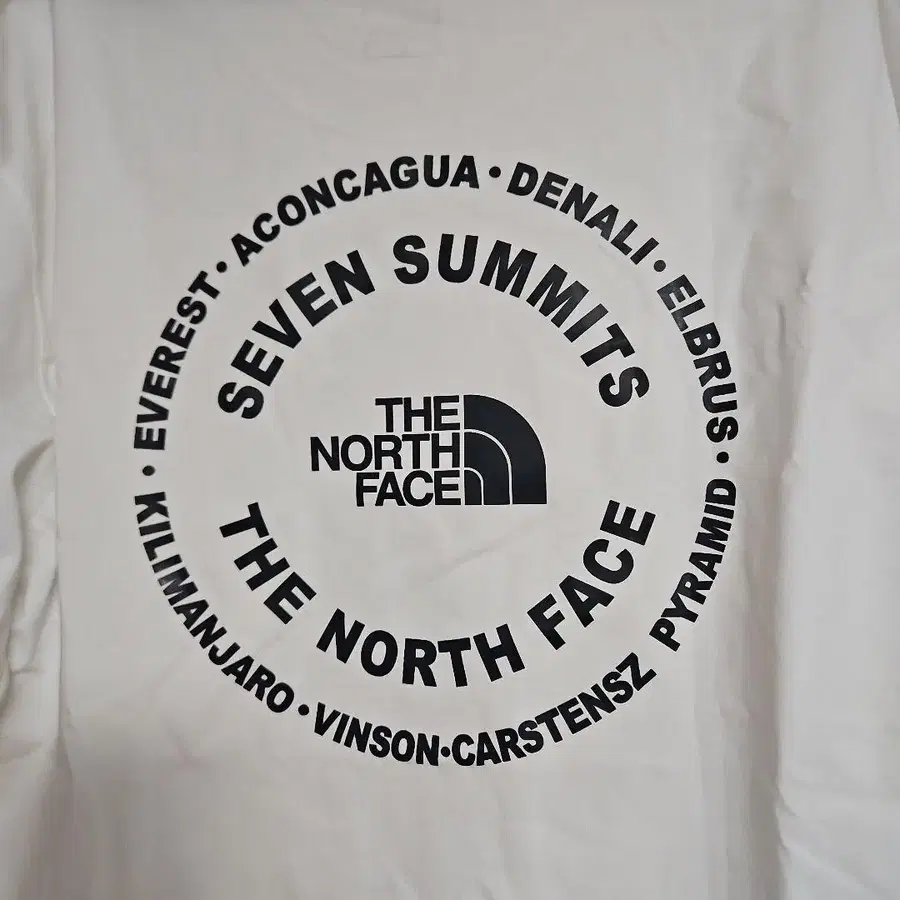 EVEREST • ACONCAGUA • DENALI • ELBRUS •
KILIMANJARO • VINSON • CARSTENSZ PYRAMID
SEVEN SUMMITS
THE
NORTH
FACE
THE NORTH FACE